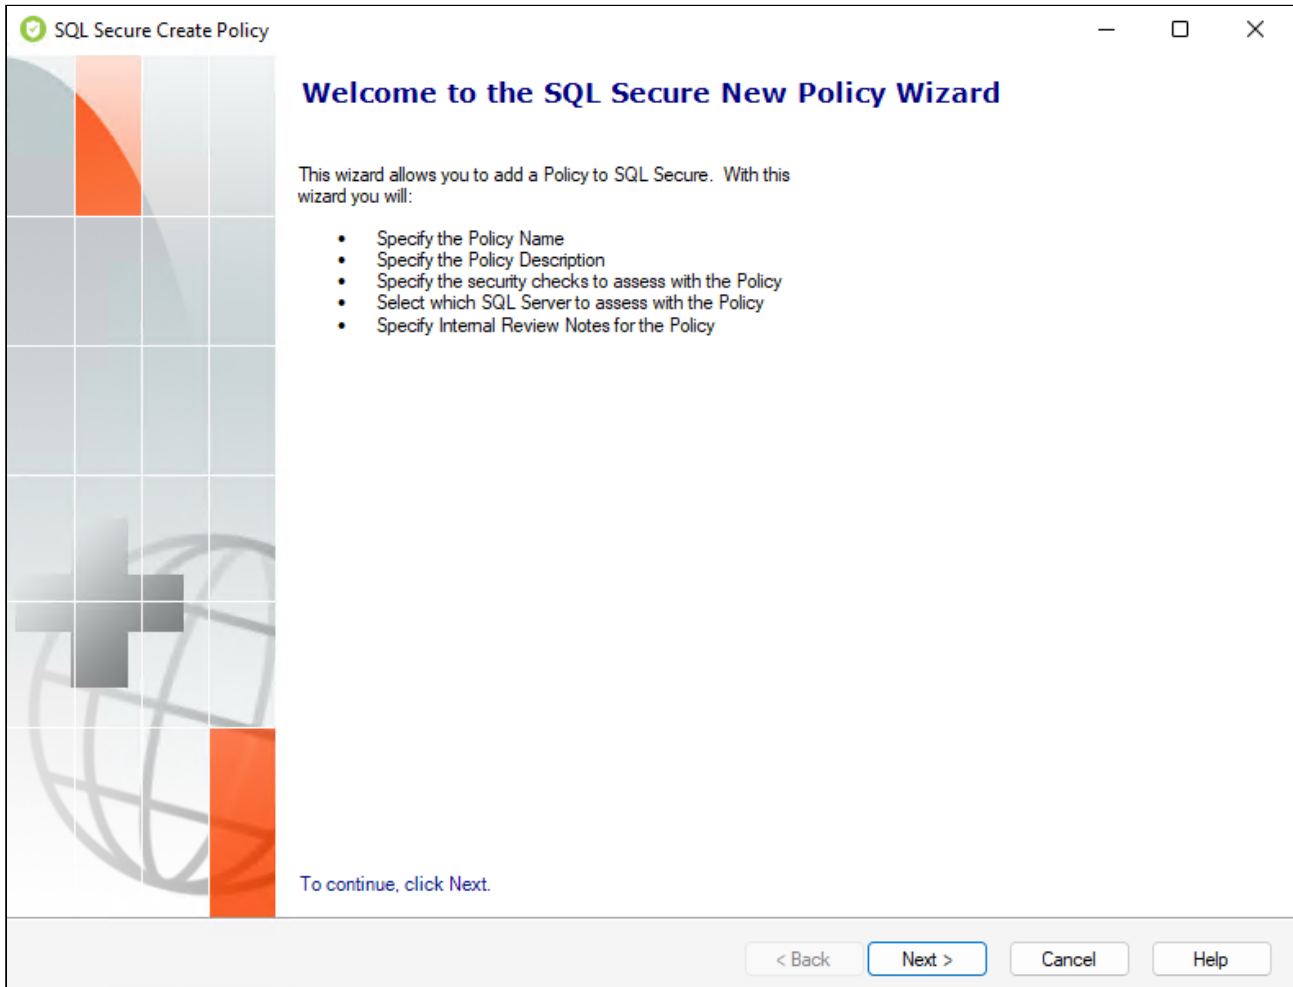 SQL Secure Create Policy
Welcome to the SQL Secure New Policy Wizard
This wizard allows you to add a Policy to SQL Secure.  With this
wizard you will:
• Specify the Policy Name
• Specify the Policy Description
• Specify the security checks to assess with the Policy
• Select which SQL Server to assess with the Policy
• Specify Internal Review Notes for the Policy
To continue, click Next.
< Back Next > Cancel Help